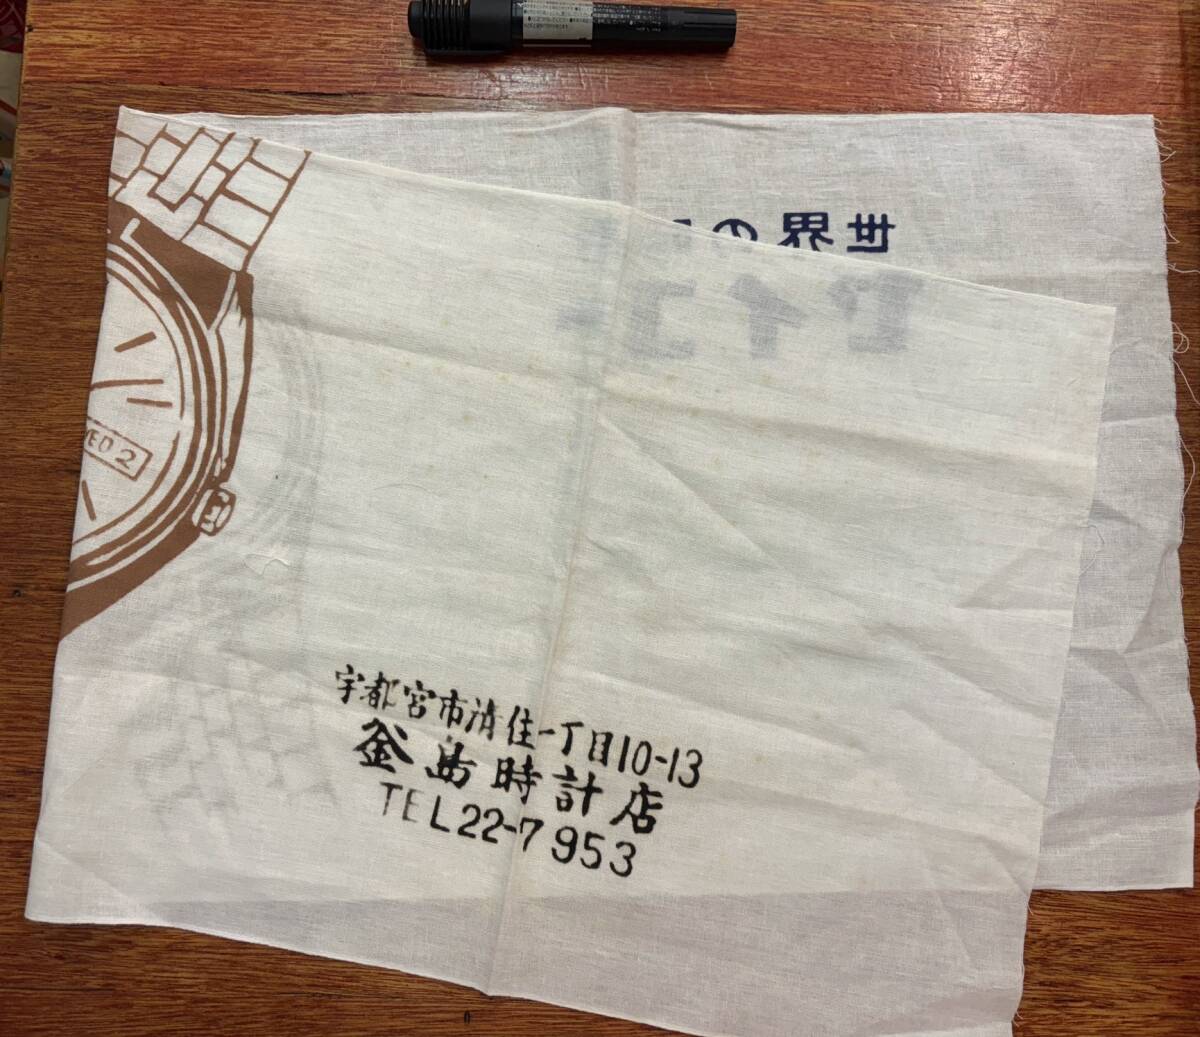 世界の
セイコー
ED 2
宇都宮市清住一丁目10-13
釜島時計店
TEL22-7953